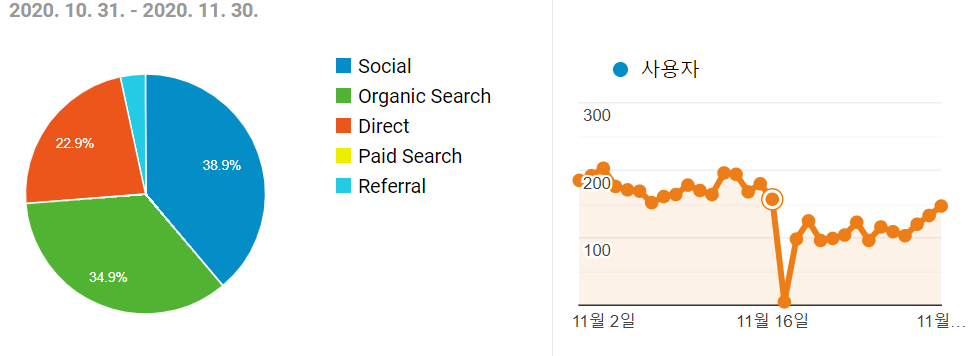 2020. 10. 31. - 2020. 11. 30.
Social
Organic Search
Direct
Paid Search
Referral
38.9%
34.9%
22.9%
사용자
300
200
100
11월 2일
11월 16일
11월…